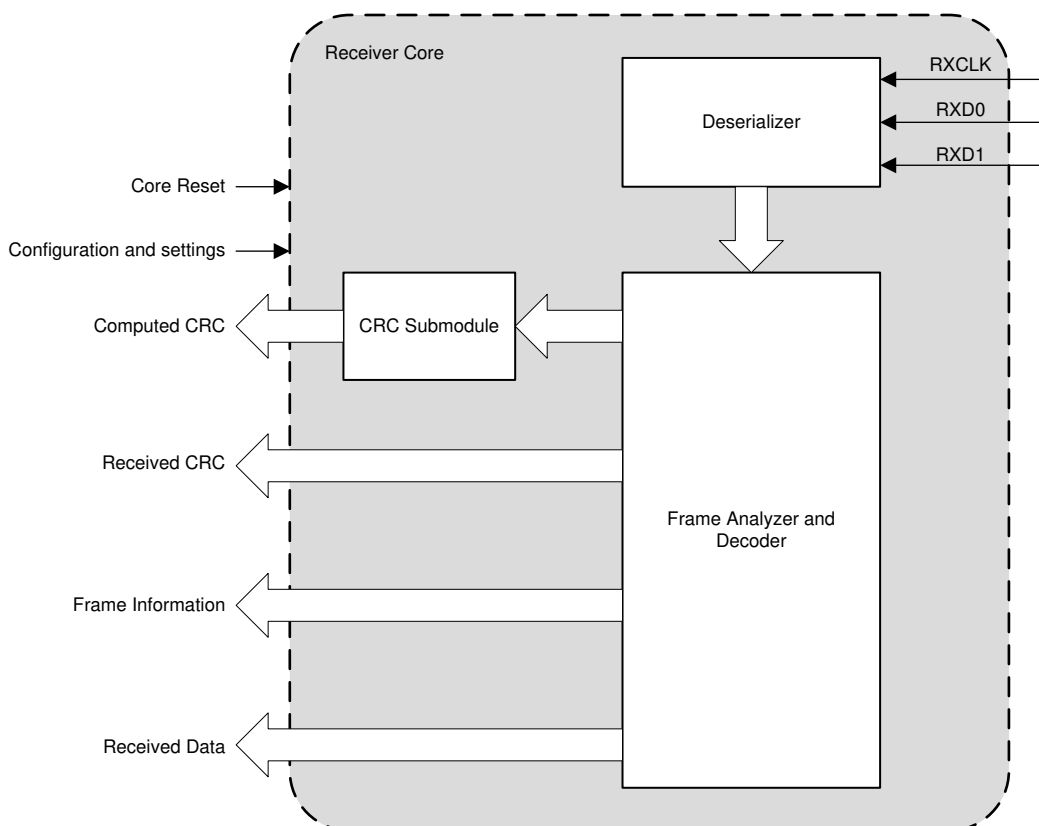 Receiver Core
RXCLK
Deserializer
RXD0
RXD1
Core Reset
Configuration and settings
Computed CRC
CRC Submodule
Received CRC
Frame Analyzer and
Decoder
Frame Information
Received Data